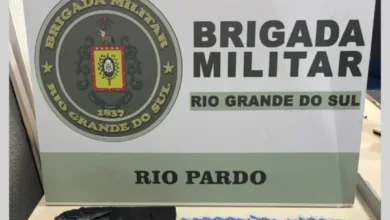 BRIGADA MILITAR
RIO GRANDE DO SUL
1837
BRIGADA
MILITAR
RIO GRANDE DO SUL
RIO PARDO